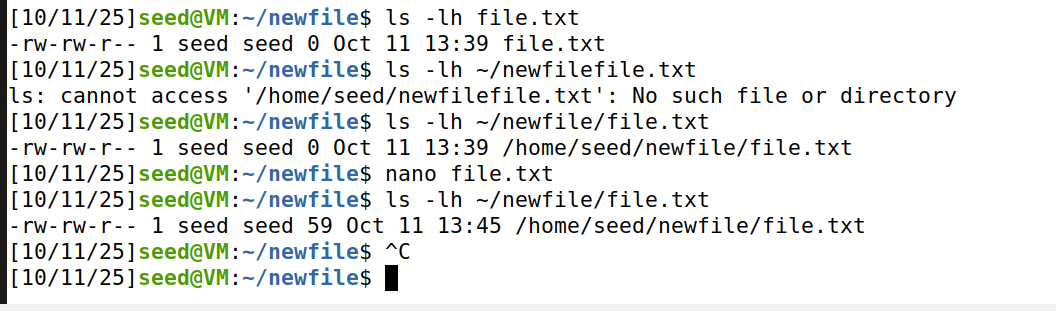 [10/11/25]seed@VM:~/newfile$ ls -lh file.txt
-rw-rw-r-- 1 seed seed 0 Oct 11 13:39 file.txt
[10/11/25]seed@VM:~/newfile$ ls -lh ~/newfilefile.txt
ls: cannot access '/home/seed/newfilefile.txt': No such file or directory
[10/11/25]seed@VM:~/newfile$ ls -lh ~/newfile/file.txt
-rw-rw-r-- 1 seed seed 0 Oct 11 13:39 /home/seed/newfile/file.txt
[10/11/25]seed@VM:~/newfile$ nano file.txt
[10/11/25]seed@VM:~/newfile$ ls -lh ~/newfile/file.txt
-rw-rw-r-- 1 seed seed 59 Oct 11 13:45 /home/seed/newfile/file.txt
[10/11/25]seed@VM:~/newfile$ ^C
[10/11/25]seed@VM:~/newfile$